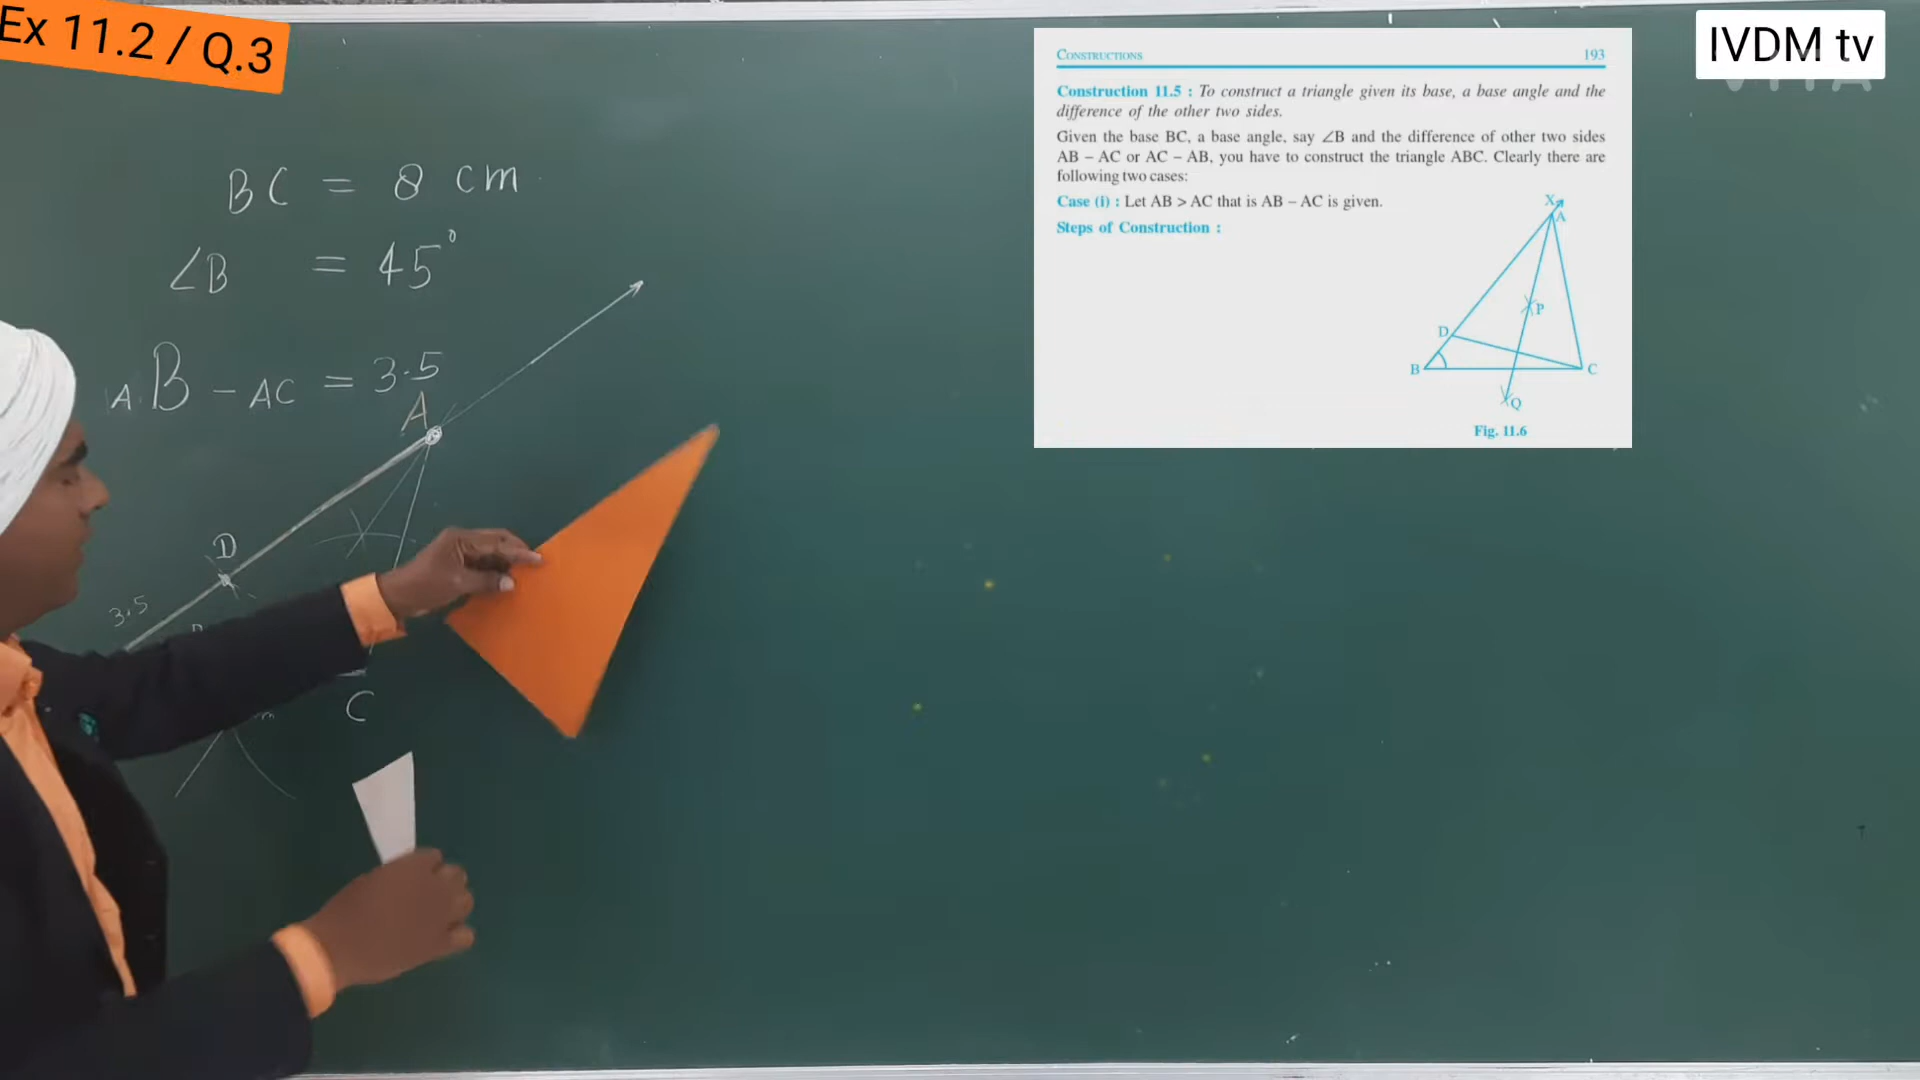 Ex 11.2 / Q.3
IVDM tv
BC = 8 cm
∠B = 45°
AB - AC = 3.5
A
D
3.5
C
CONSTRUCTIONS 193
Construction 11.5 : To construct a triangle given its base, a base angle and the
difference of the other two sides.
Given the base BC, a base angle, say ∠B and the difference of other two sides
AB – AC or AC – AB, you have to construct the triangle ABC. Clearly there are
following two cases:
Case (i) : Let AB > AC that is AB – AC is given.
Steps of Construction :
X
A
P
D
B
C
Q
Fig. 11.6